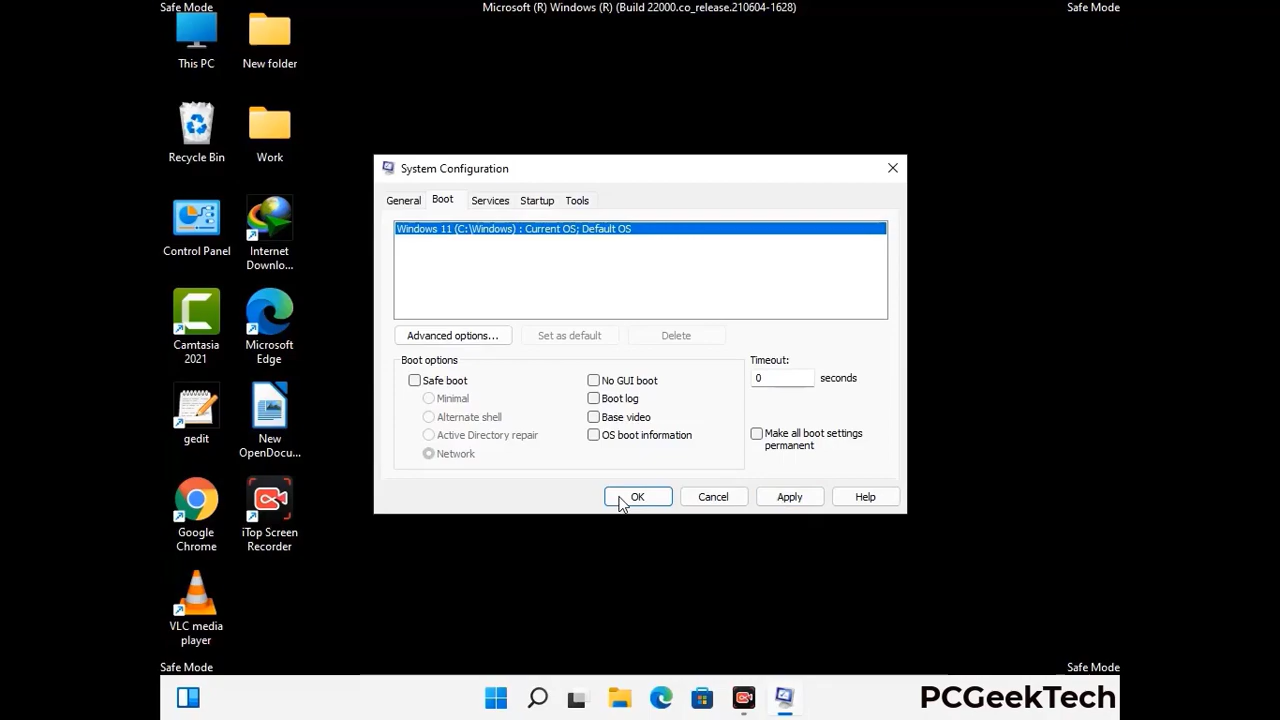 Safe Mode
Microsoft (R) Windows (R) (Build 22000.co_release.210604-1628)
Safe Mode
This PC
New folder
Recycle Bin
Work
Control Panel
Internet
Downlo...
Camtasia
2021
Microsoft
Edge
gedit
New
OpenDocu...
Google
Chrome
iTop Screen
Recorder
VLC media
player
System Configuration
General
Boot
Services
Startup
Tools
Windows 11 (C:\Windows) : Current OS; Default OS
Advanced options...
Set as default
Delete
Boot options
Safe boot
Minimal
Alternate shell
Active Directory repair
Network
No GUI boot
Boot log
Base video
OS boot information
Timeout:
0 seconds
Make all boot settings
permanent
OK
Cancel
Apply
Help
Safe Mode
Safe Mode
PCGeekTech